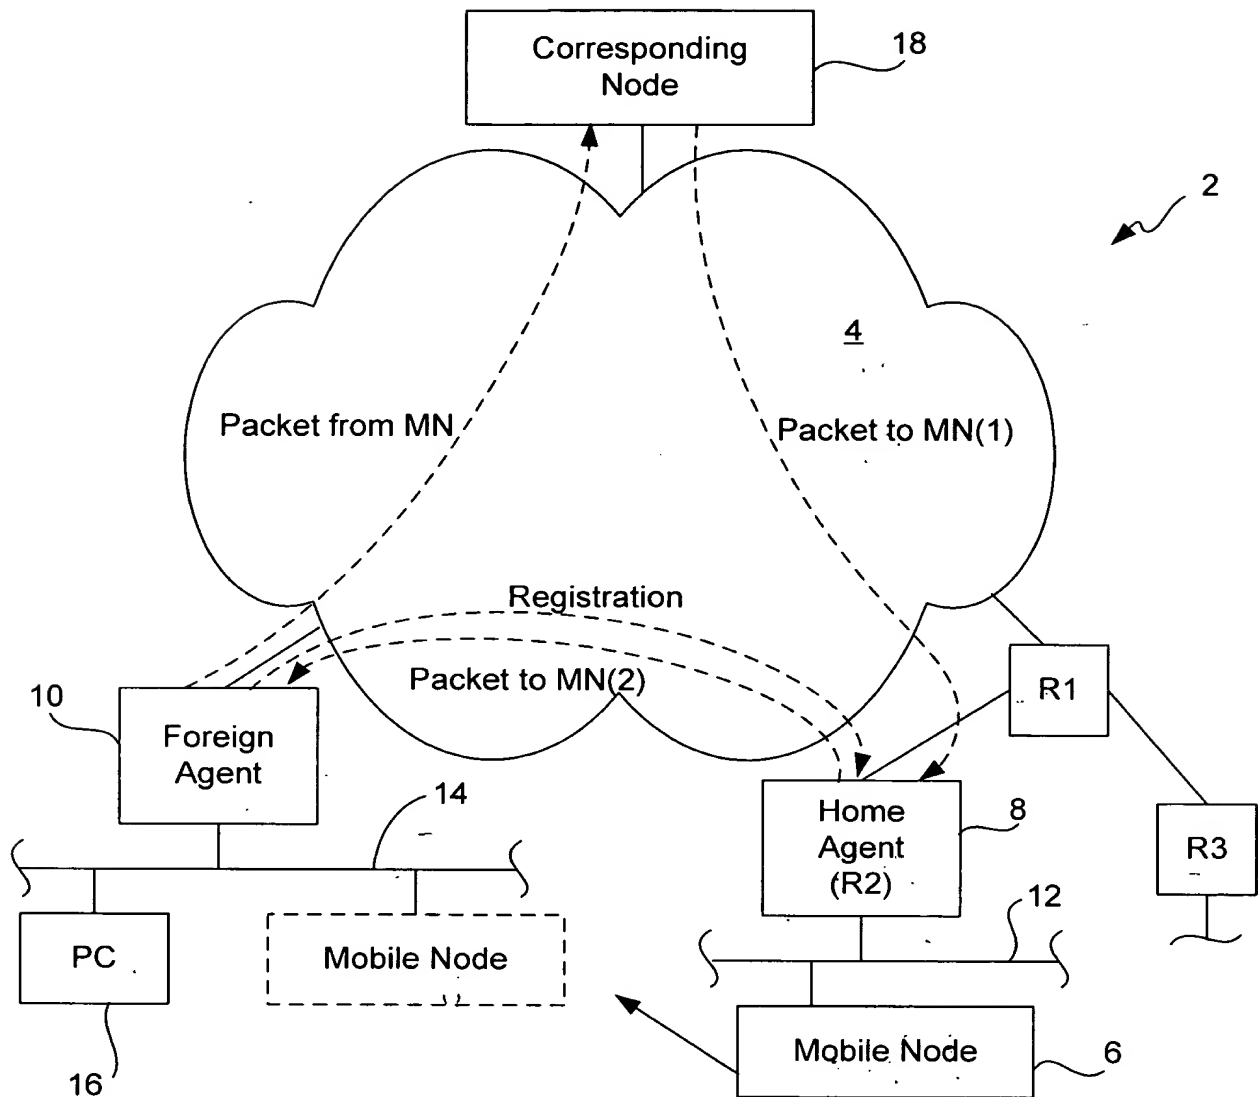 Corresponding
Node
18
2
4
Packet from MN
Packet to MN(1)
Registration
Packet to MN(2)
R1
10
Foreign
Agent
14
Home
Agent
(R2)
8
R3
12
PC
Mobile Node
Mobile Node
6
16